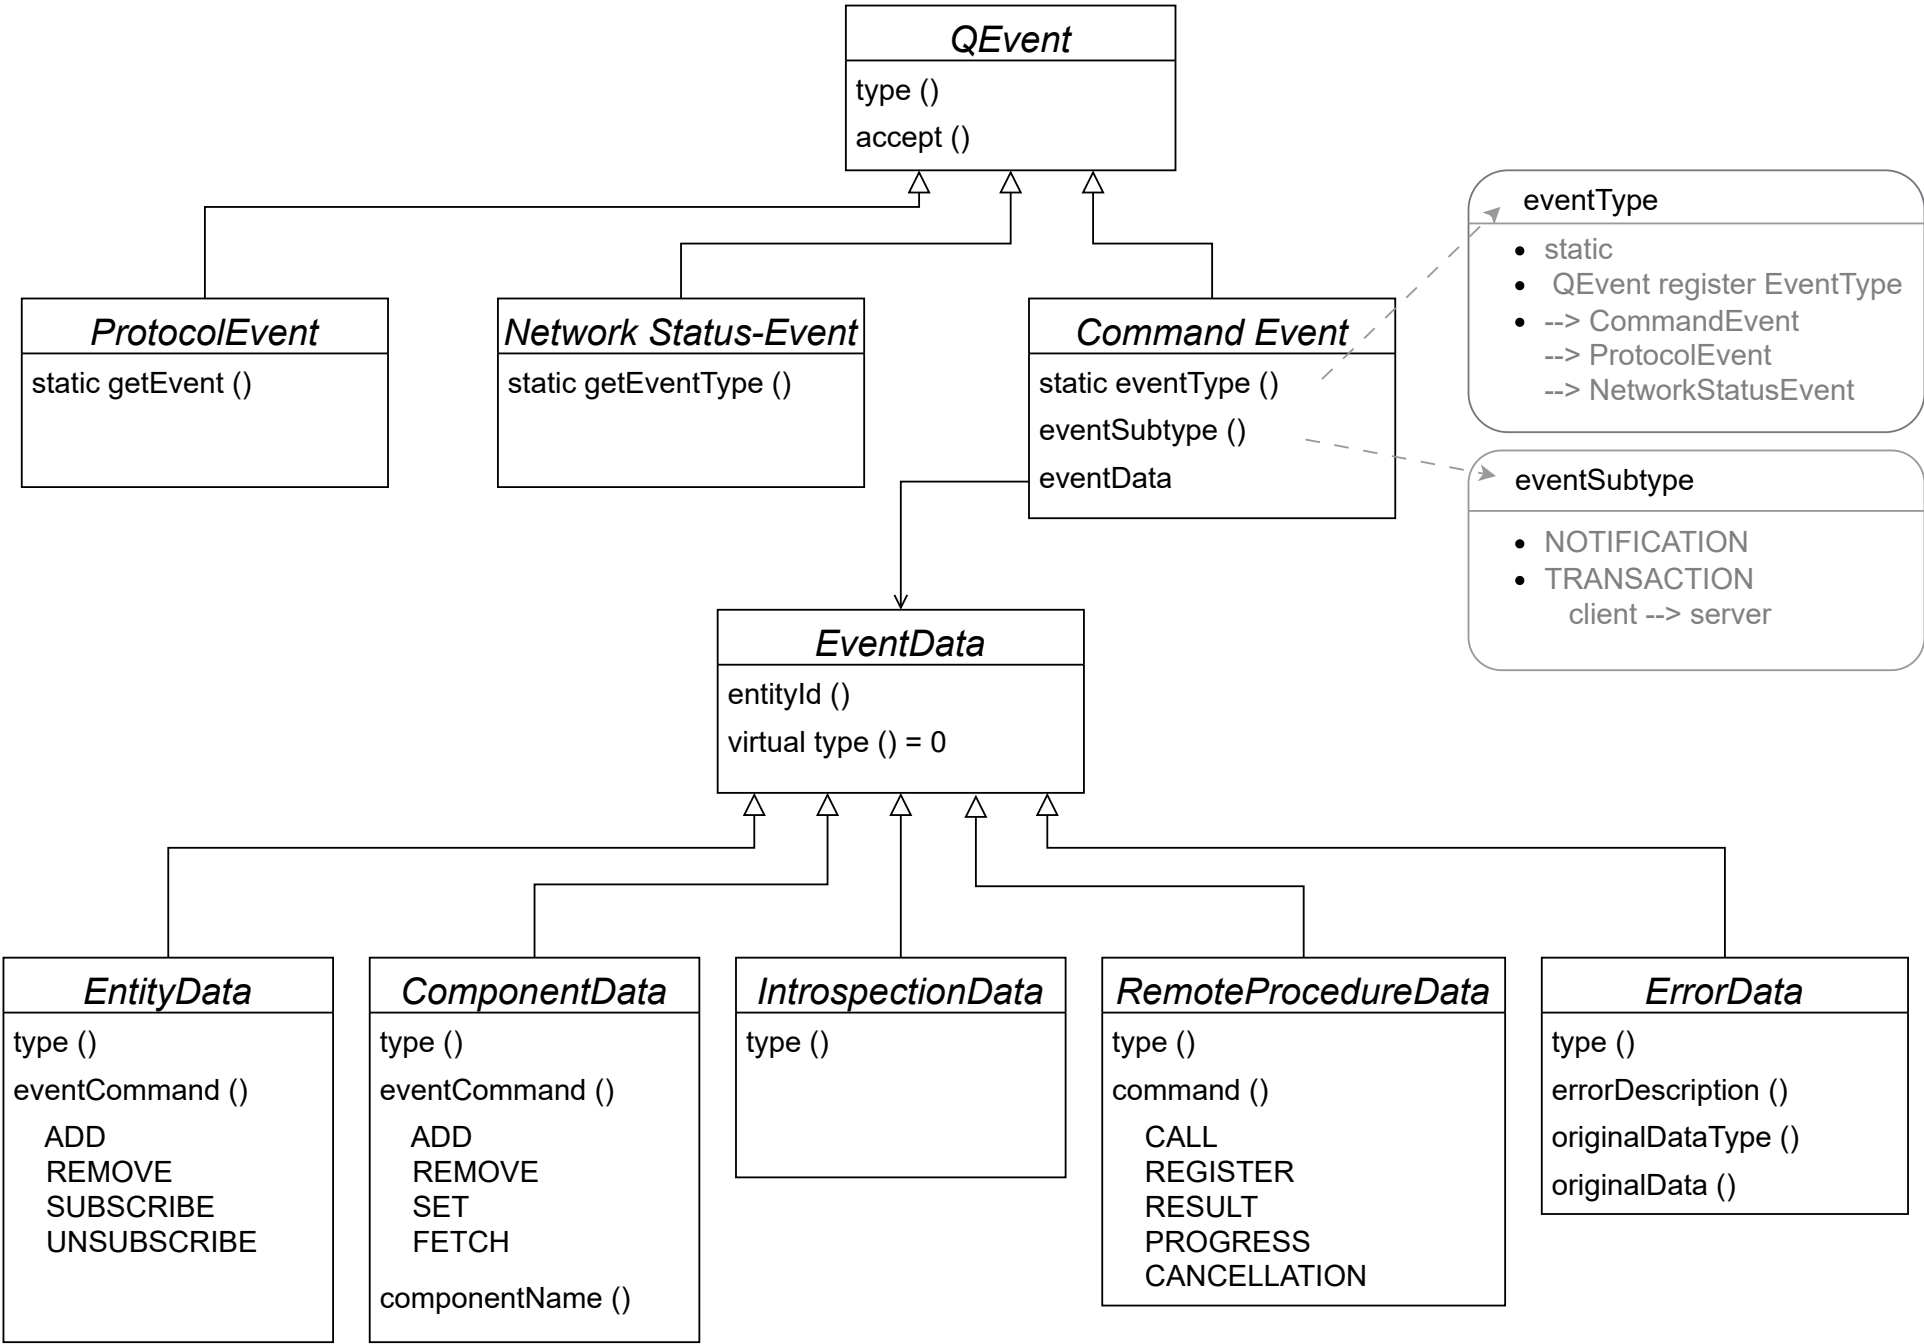 QEvent
type ()
accept ()
eventType
static
QEvent register EventType
--> CommandEvent
--> ProtocolEvent
--> NetworkStatusEvent
ProtocolEvent
static getEvent ()
Network Status-Event
static getEventType ()
Command Event
static eventType ()
eventSubtype ()
eventData
eventSubtype
NOTIFICATION
TRANSACTION
client --> server
EventData
entityId ()
virtual type () = 0
EntityData
type ()
eventCommand ()
ADD
REMOVE
SUBSCRIBE
UNSUBSCRIBE
ComponentData
type ()
eventCommand ()
ADD
REMOVE
SET
FETCH
componentName ()
IntrospectionData
type ()
RemoteProcedureData
type ()
command ()
CALL
REGISTER
RESULT
PROGRESS
CANCELLATION
ErrorData
type ()
errorDescription ()
originalDataType ()
originalData ()